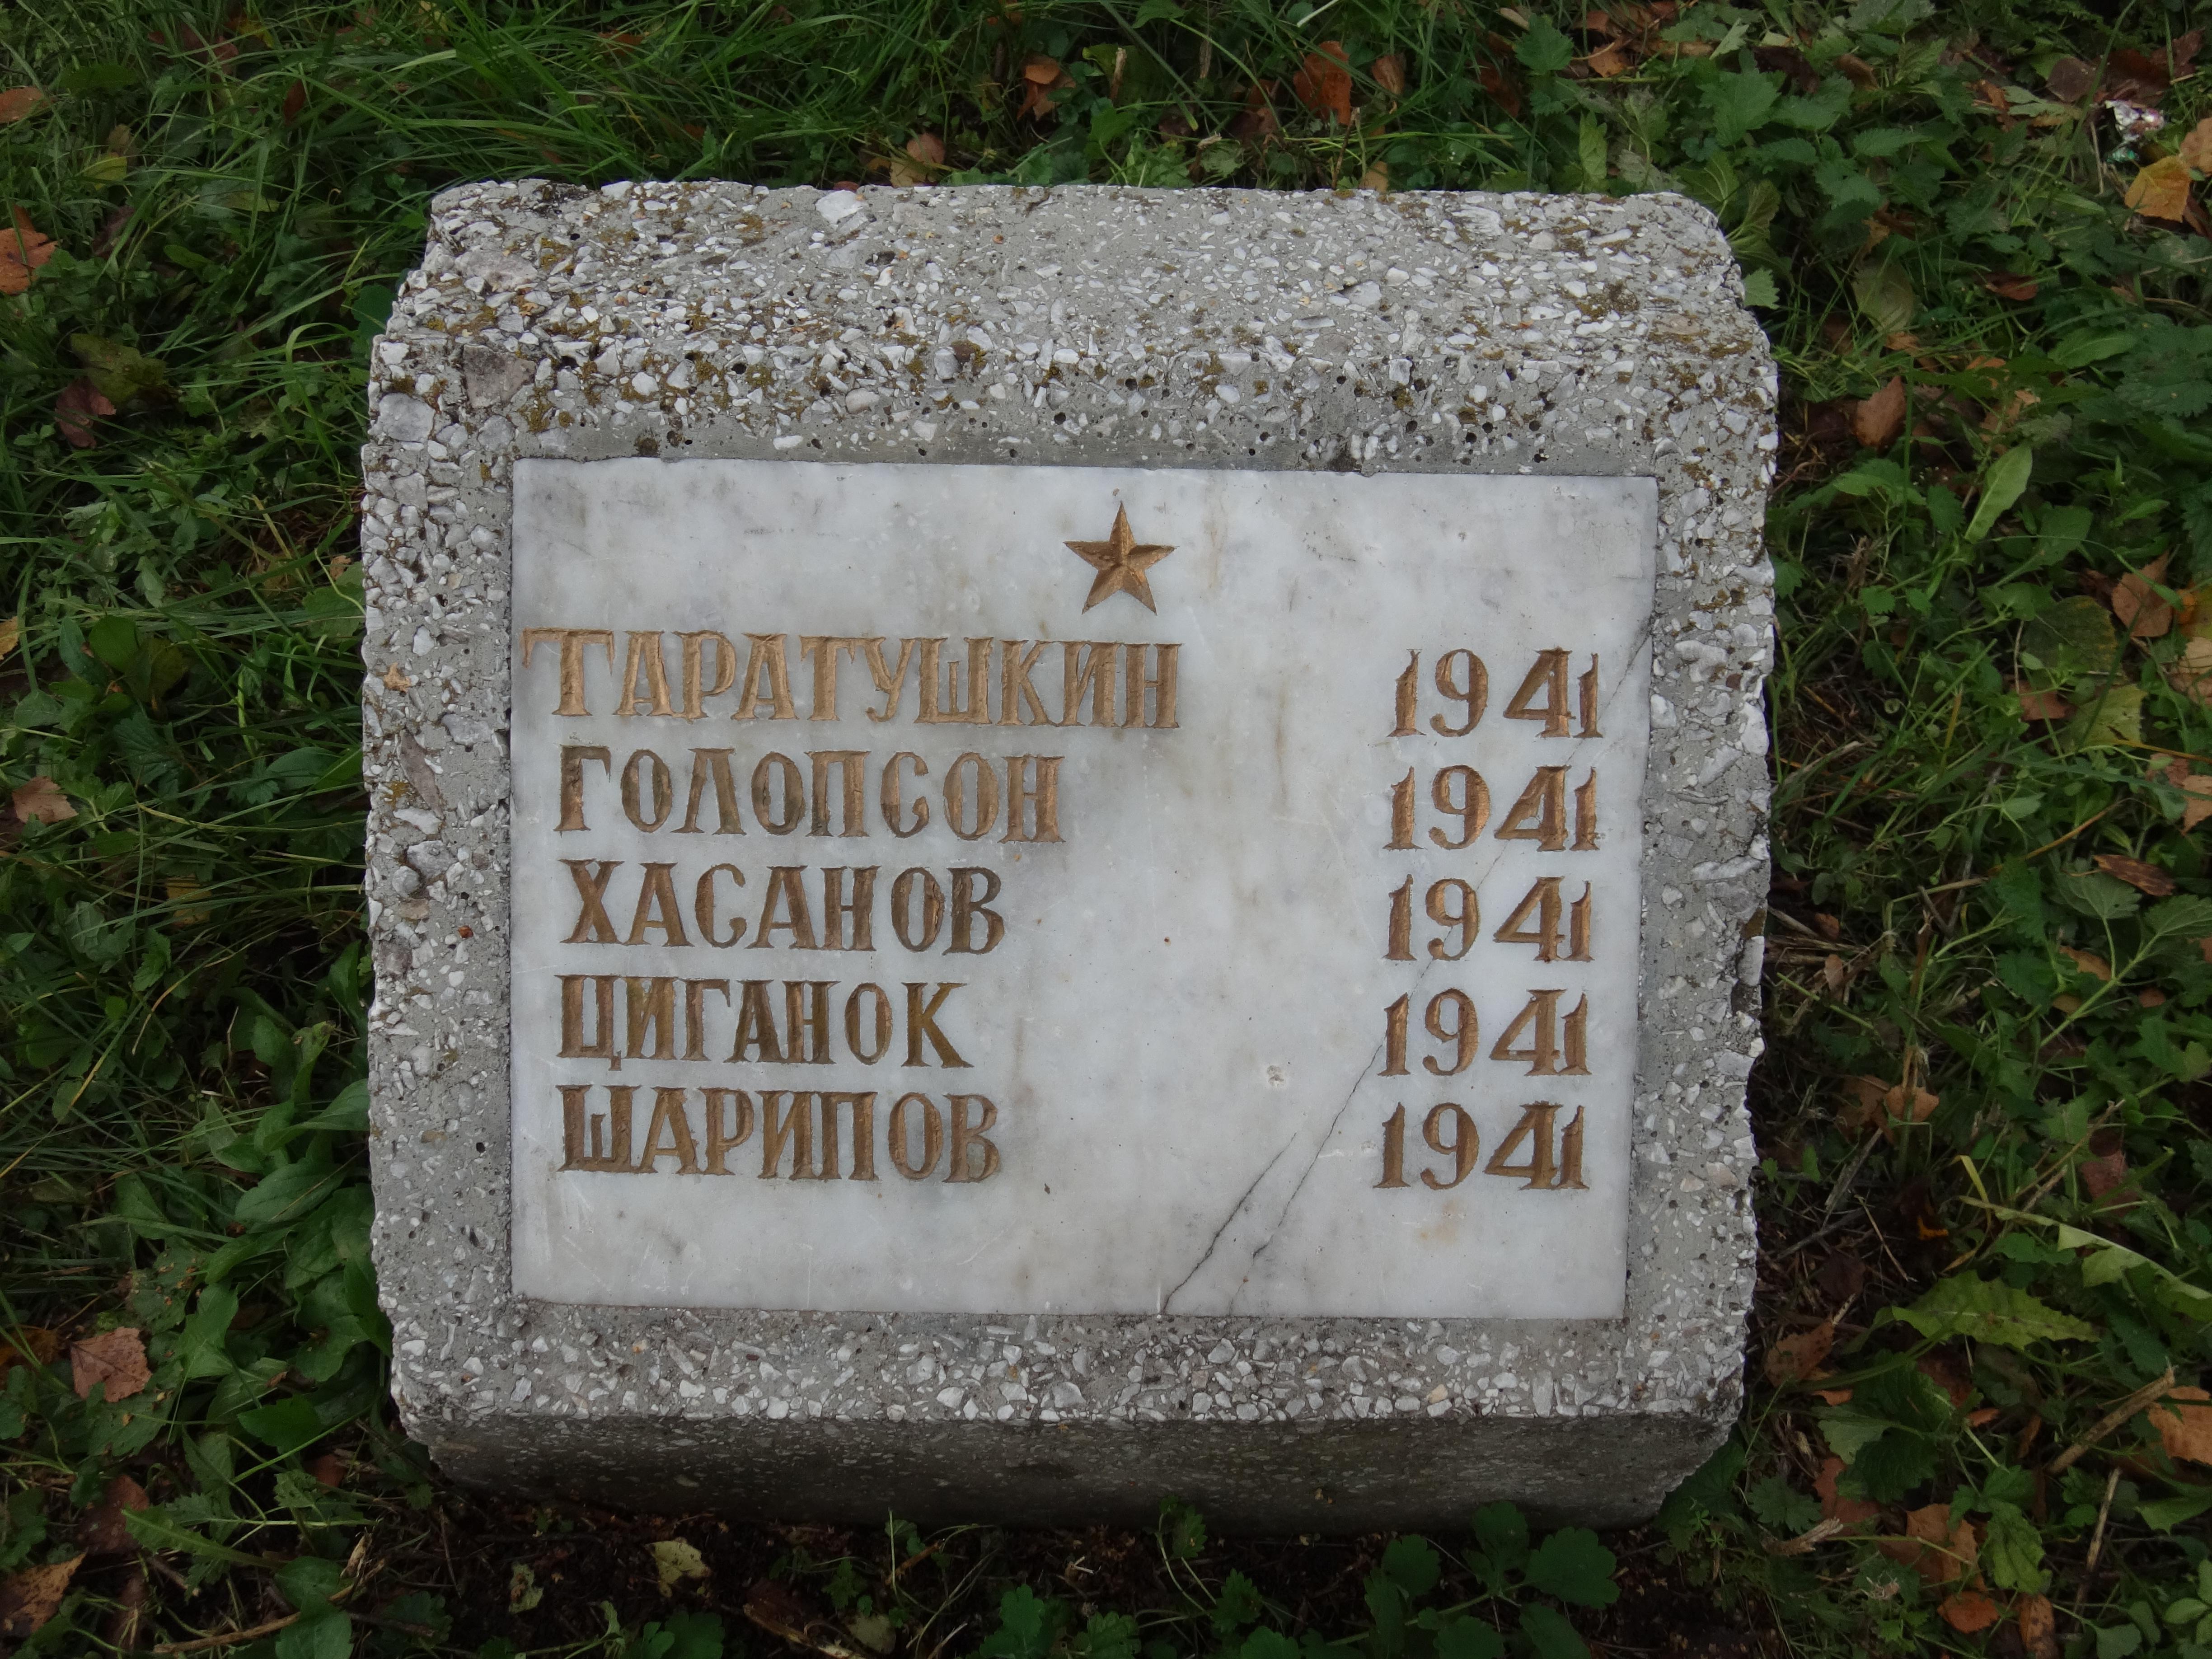 ТАРАТУШКИН 1941
ГОЛОПСОН 1941
ХАСАНОВ 1941
ЦИГАНОК 1941
ШАРИПОВ 1941